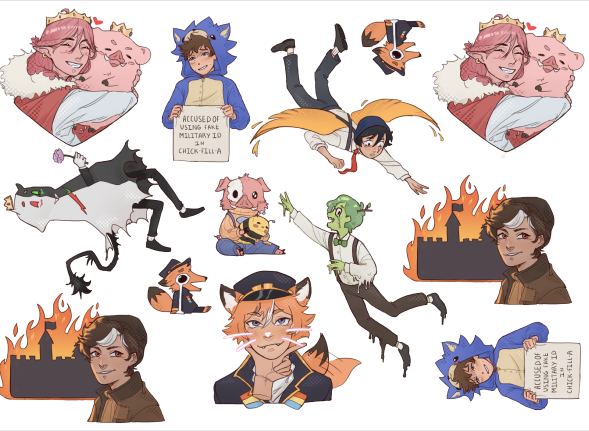 ACCUSED OF
USING FAKE
MILITARY ID
IN
CHICK-FILL-A
ACCUSED OF
USING FAKE
MILITARY ID
IN
CHICK-FILL-A